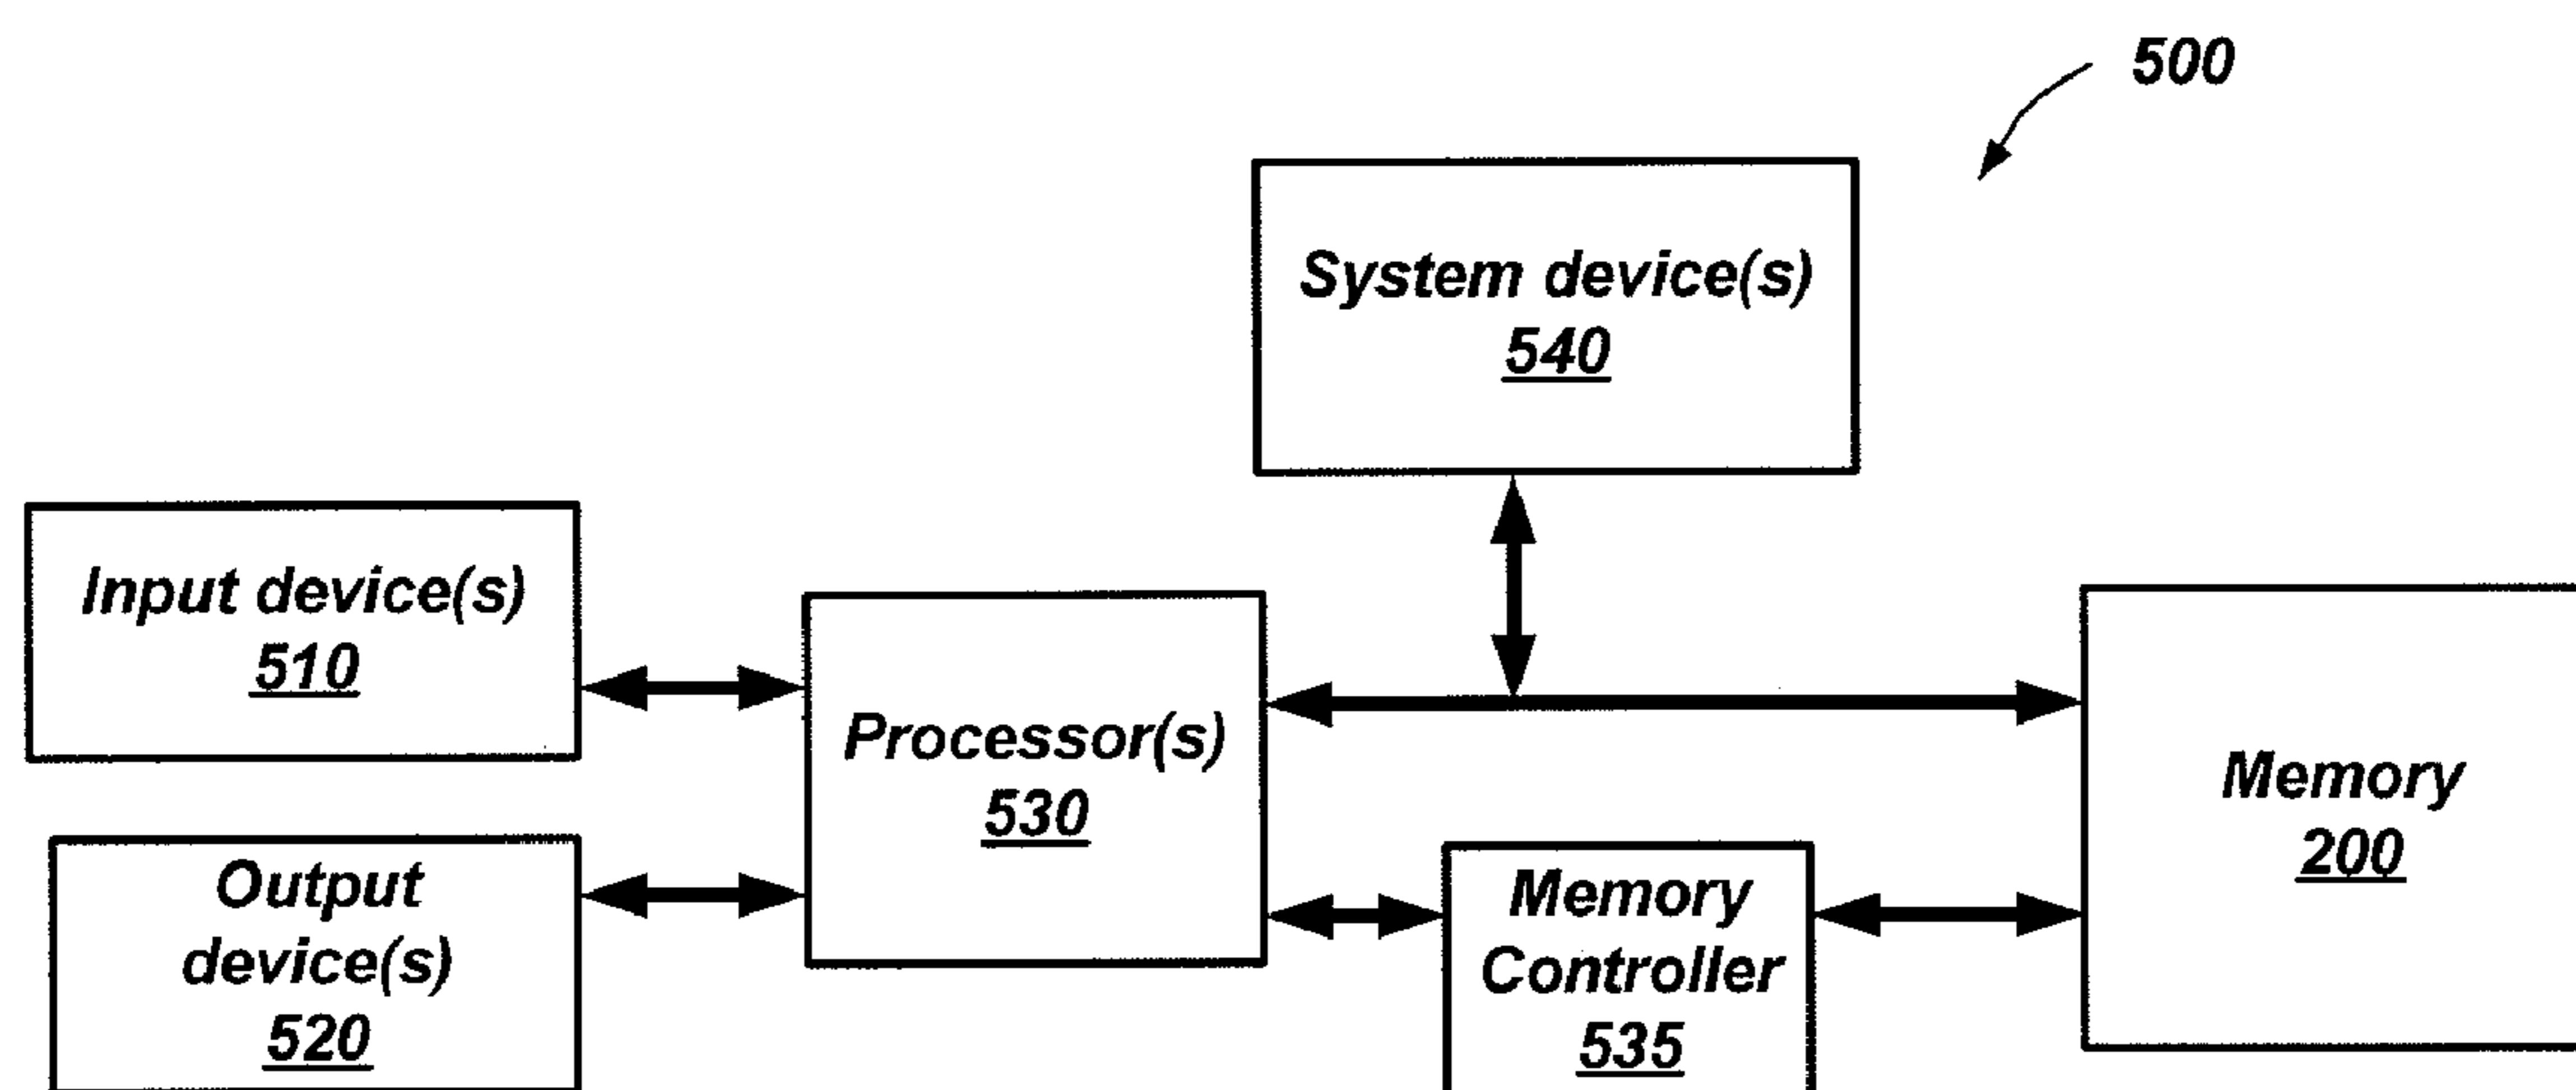 500
System device(s)
540
Input device(s)
510
Processor(s)
530
Memory
200
Output
device(s)
520
Memory
Controller
535